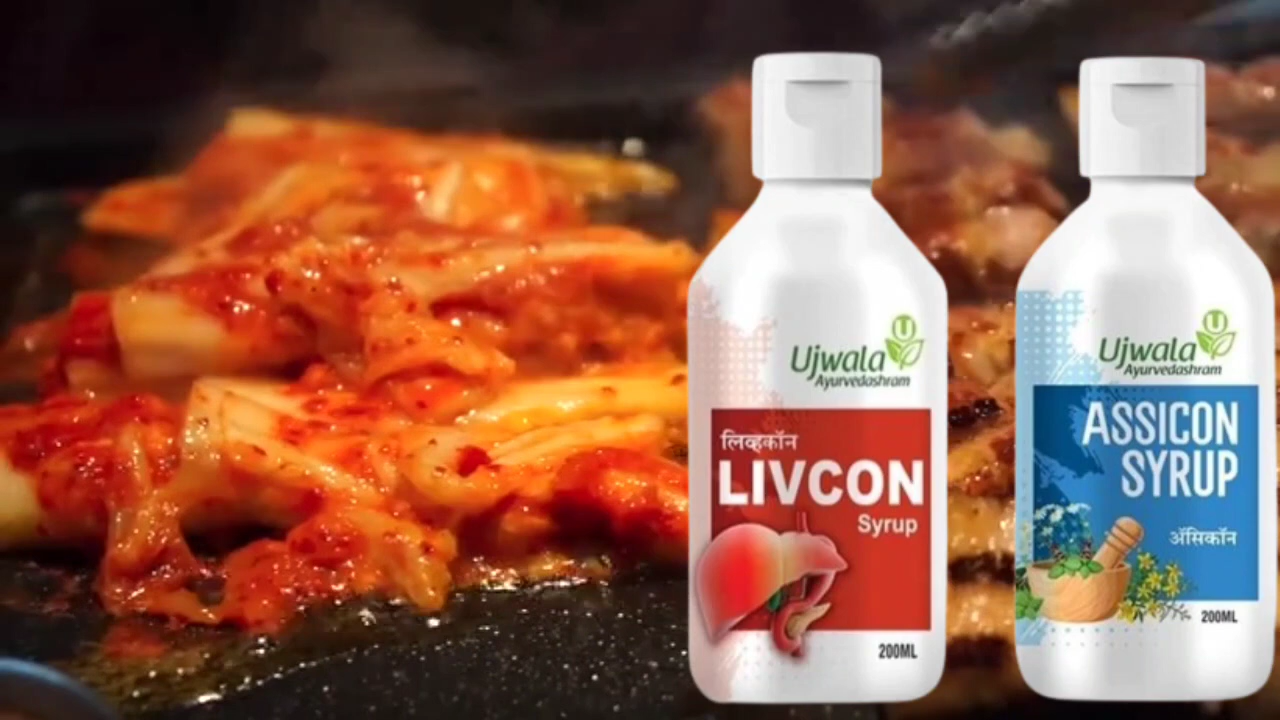 Ujwala
Ayurvedashram
लिव्हकॉन
LIVCON
Syrup
200ML
Ujwala
Ayurvedashram
ASSICON
SYRUP
ॲसिकॉन
200ML